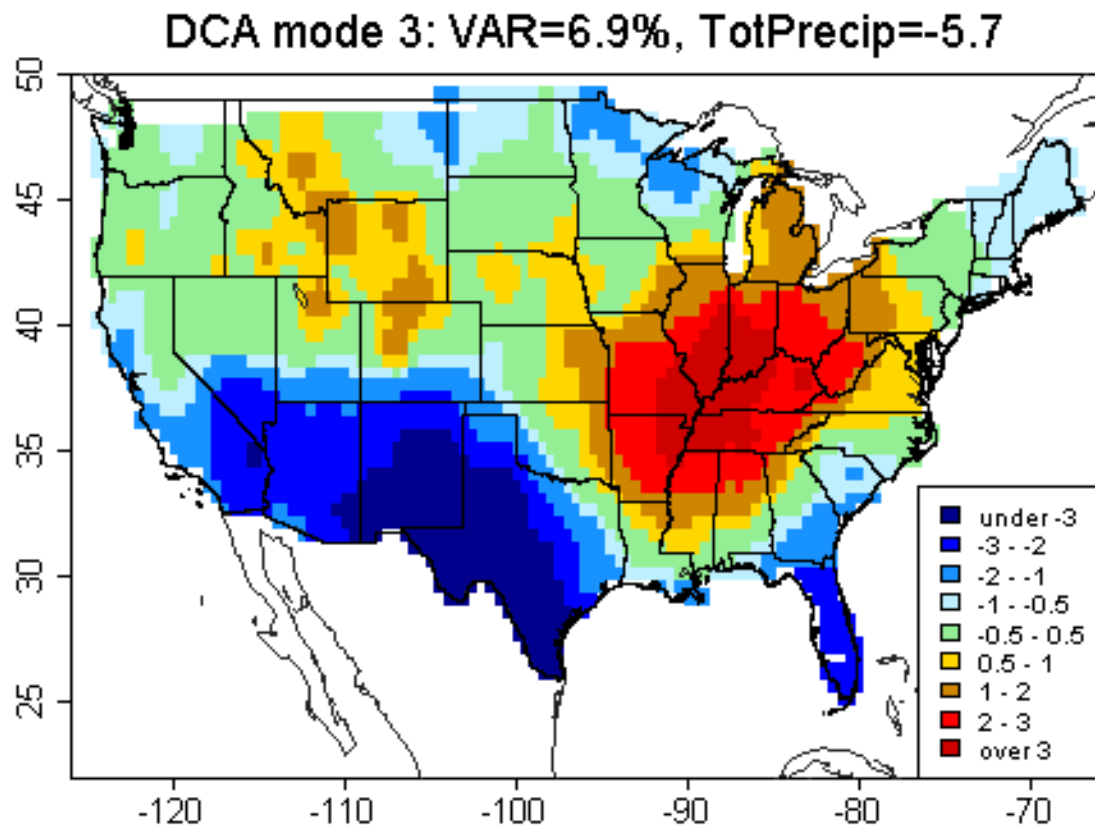 DCA mode 3: VAR=6.9%, TotPrecip=-5.7
50
45
40
35
30
25
under -3
-3 - -2
-2 - -1
-1 - -0.5
-0.5 - 0.5
0.5 - 1
1 - 2
2 - 3
over 3
-120 -110 -100 -90 -80 -70